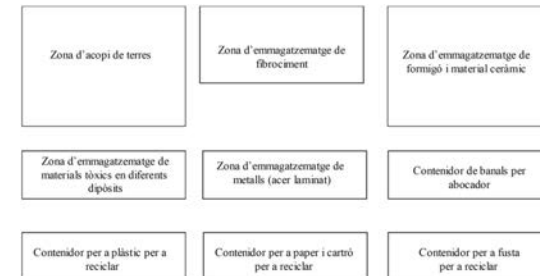 Zona d'acopi de terres
Zona d'emmagatzematge de
fibrociment
Zona d'emmagatzematge de
formigó i material ceràmic
Zona d'emmagatzematge de
materials tòxics en diferents
dipòsits
Zona d'emmagatzematge de
metalls (acer laminat)
Contenidor de banals per
abocador
Contenidor per a plàstic per a
reciclar
Contenidor per a paper i cartró
per a reciclar
Contenidor per a fusta
per a reciclar